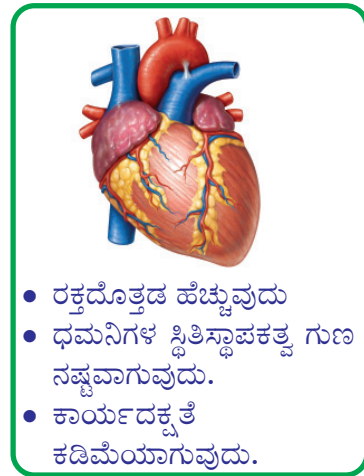 • ರಕ್ತದೊತ್ತಡ ಹೆಚ್ಚುವುದು
• ಧಮನಿಗಳ ಸ್ಥಿತಿಸ್ಥಾಪಕತ್ವ ಗುಣ
ನಷ್ಟವಾಗುವುದು.
• ಕಾರ್ಯದಕ್ಷತೆ
ಕಡಿಮೆಯಾಗುವುದು.